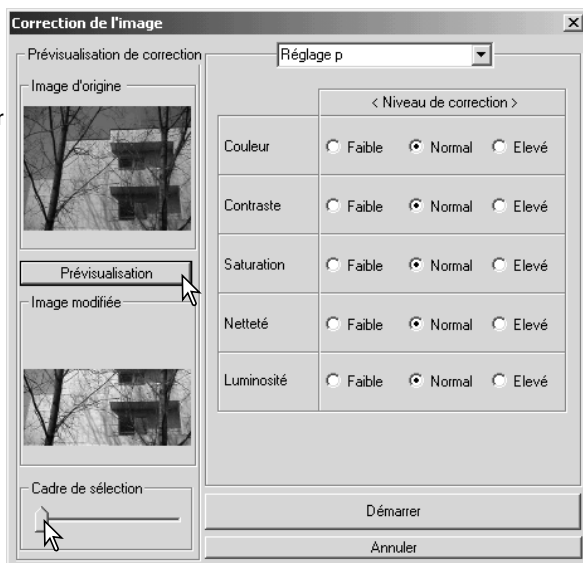 Correction de l'image
Prévisualisation de correction
Réglage p
Image d'origine
Prévisualisation
Image modifiée
Cadre de sélection
< Niveau de correction >
Couleur Faible Normal Elevé
Contraste Faible Normal Elevé
Saturation Faible Normal Elevé
Netteté Faible Normal Elevé
Luminosité Faible Normal Elevé
Démarrer
Annuler